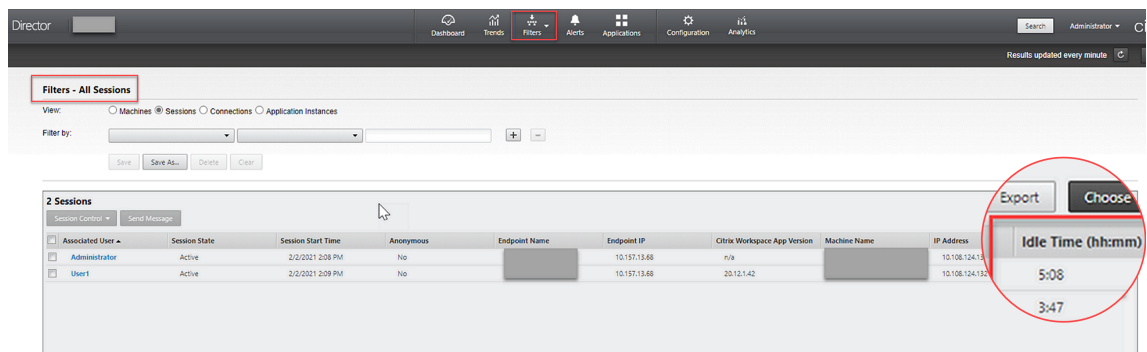 Director
Dashboard Trends Filters Alerts Applications Configuration Analytics Search Administrator
Results updated every minute
Filters - All Sessions
View: Machines Sessions Connections Application Instances
Filter by:
Save Save As... Delete Clear
2 Sessions
Session Control Send Message Export Choose
Associated User Session State Session Start Time Anonymous Endpoint Name Endpoint IP Citrix Workspace App Version Machine Name IP Address Idle Time (hh:mm)
Administrator Active 2/2/2021 2:08 PM No 10.157.13.68 n/a 5:08
User1 Active 2/2/2021 2:09 PM No 10.157.13.68 20.12.1.42 10.108.124.132 3:47